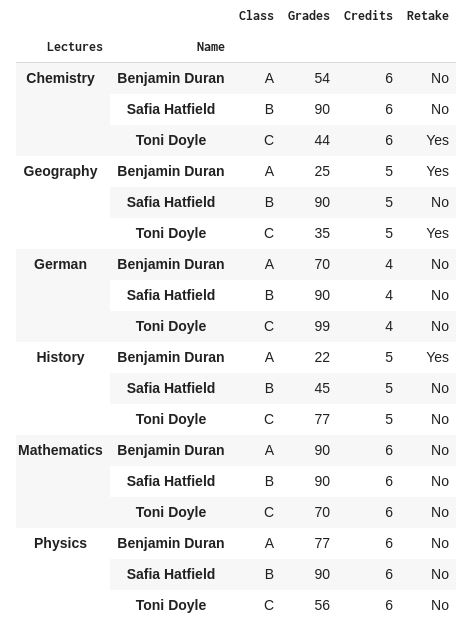 Class Grades Credits Retake
Lectures Name
Chemistry Benjamin Duran A 54 6 No
Safia Hatfield B 90 6 No
Toni Doyle C 44 6 Yes
Geography Benjamin Duran A 25 5 Yes
Safia Hatfield B 90 5 No
Toni Doyle C 35 5 Yes
German Benjamin Duran A 70 4 No
Safia Hatfield B 90 4 No
Toni Doyle C 99 4 No
History Benjamin Duran A 22 5 Yes
Safia Hatfield B 45 5 No
Toni Doyle C 77 5 No
Mathematics Benjamin Duran A 90 6 No
Safia Hatfield B 90 6 No
Toni Doyle C 70 6 No
Physics Benjamin Duran A 77 6 No
Safia Hatfield B 90 6 No
Toni Doyle C 56 6 No